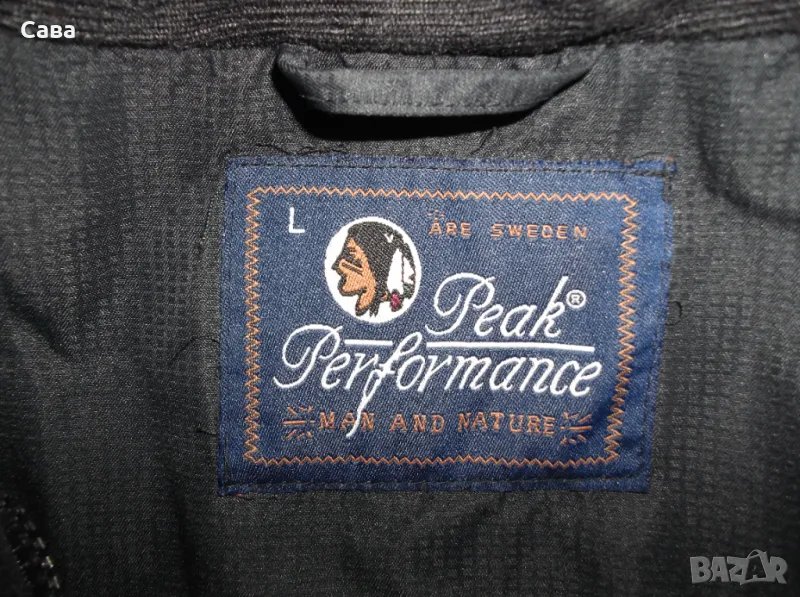 Сава
L
ÅRE SWEDEN
Peak®
Performance
MAN AND NATURE
BAZAR